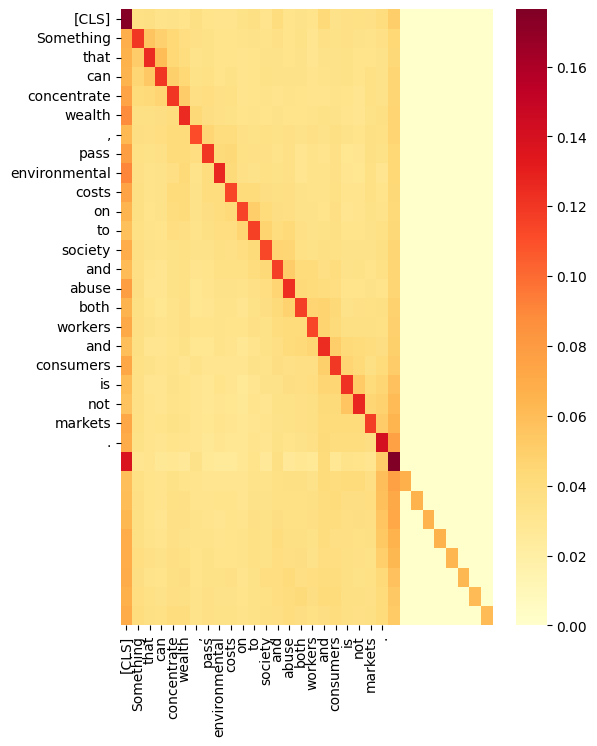 [CLS]
Something
that
can
concentrate
wealth
,
pass
environmental
costs
on
to
society
and
abuse
both
workers
and
consumers
is
not
markets
.
0.16
0.14
0.12
0.10
0.08
0.06
0.04
0.02
0.00
[CLS]
Something
that
can
concentrate
wealth
,
pass
environmental
costs
on
to
society
and
abuse
both
workers
and
consumers
is
not
markets
.